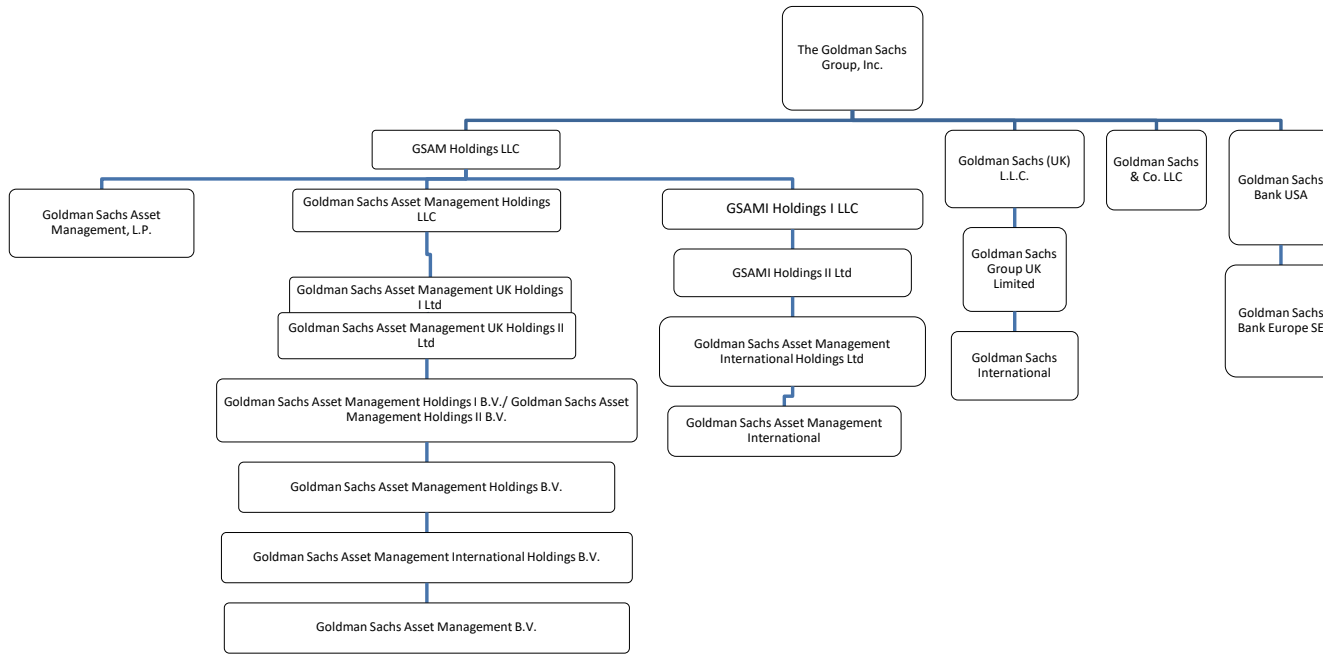 The Goldman Sachs
Group, Inc.
GSAM Holdings LLC
Goldman Sachs (UK)
L.L.C.
Goldman Sachs
& Co. LLC
Goldman Sachs
Bank USA
Goldman Sachs Asset
Management, L.P.
Goldman Sachs Asset Management Holdings
LLC
GSAMI Holdings I LLC
Goldman Sachs
Group UK
Limited
GSAMI Holdings II Ltd
Goldman Sachs Asset Management UK Holdings
I Ltd
Goldman Sachs Asset Management UK Holdings II
Ltd
Goldman Sachs
Bank Europe SE
Goldman Sachs Asset Management
International Holdings Ltd
Goldman Sachs
International
Goldman Sachs Asset Management Holdings I B.V./ Goldman Sachs Asset
Management Holdings II B.V.
Goldman Sachs Asset Management
International
Goldman Sachs Asset Management Holdings B.V.
Goldman Sachs Asset Management International Holdings B.V.
Goldman Sachs Asset Management B.V.